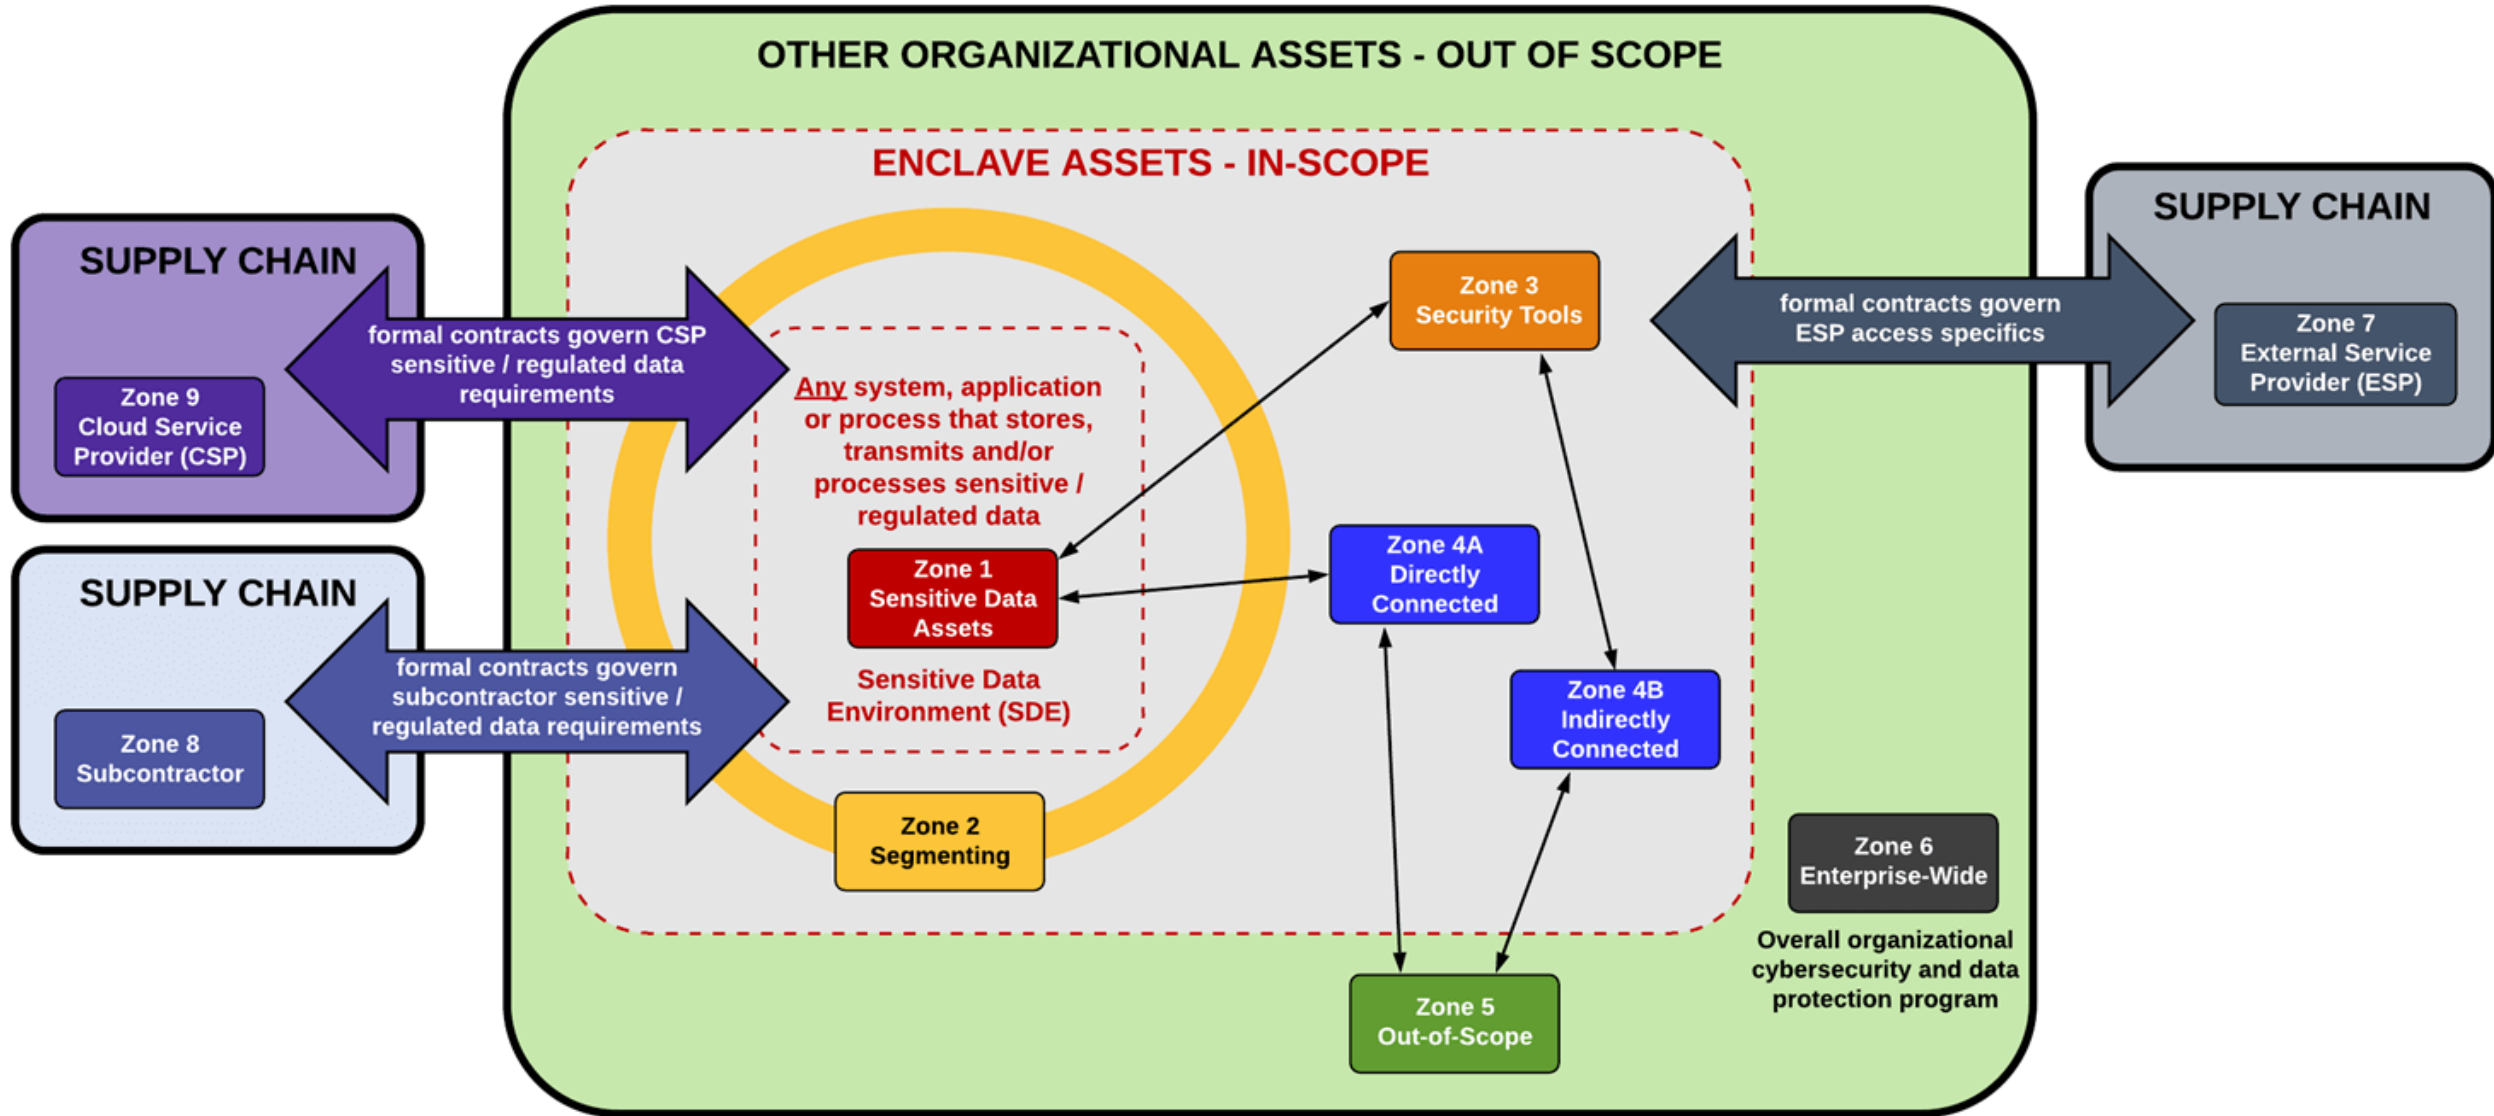 OTHER ORGANIZATIONAL ASSETS - OUT OF SCOPE
ENCLAVE ASSETS - IN-SCOPE
SUPPLY CHAIN
Zone 9
Cloud Service
Provider (CSP)
formal contracts govern CSP
sensitive / regulated data
requirements
SUPPLY CHAIN
Zone 8
Subcontractor
formal contracts govern
subcontractor sensitive /
regulated data requirements
Any system, application
or process that stores,
transmits and/or
processes sensitive /
regulated data
Zone 1
Sensitive Data
Assets
Sensitive Data
Environment (SDE)
Zone 2
Segmenting
Zone 3
Security Tools
Zone 4A
Directly
Connected
Zone 4B
Indirectly
Connected
Zone 5
Out-of-Scope
Zone 6
Enterprise-Wide
Overall organizational
cybersecurity and data
protection program
formal contracts govern
ESP access specifics
SUPPLY CHAIN
Zone 7
External Service
Provider (ESP)